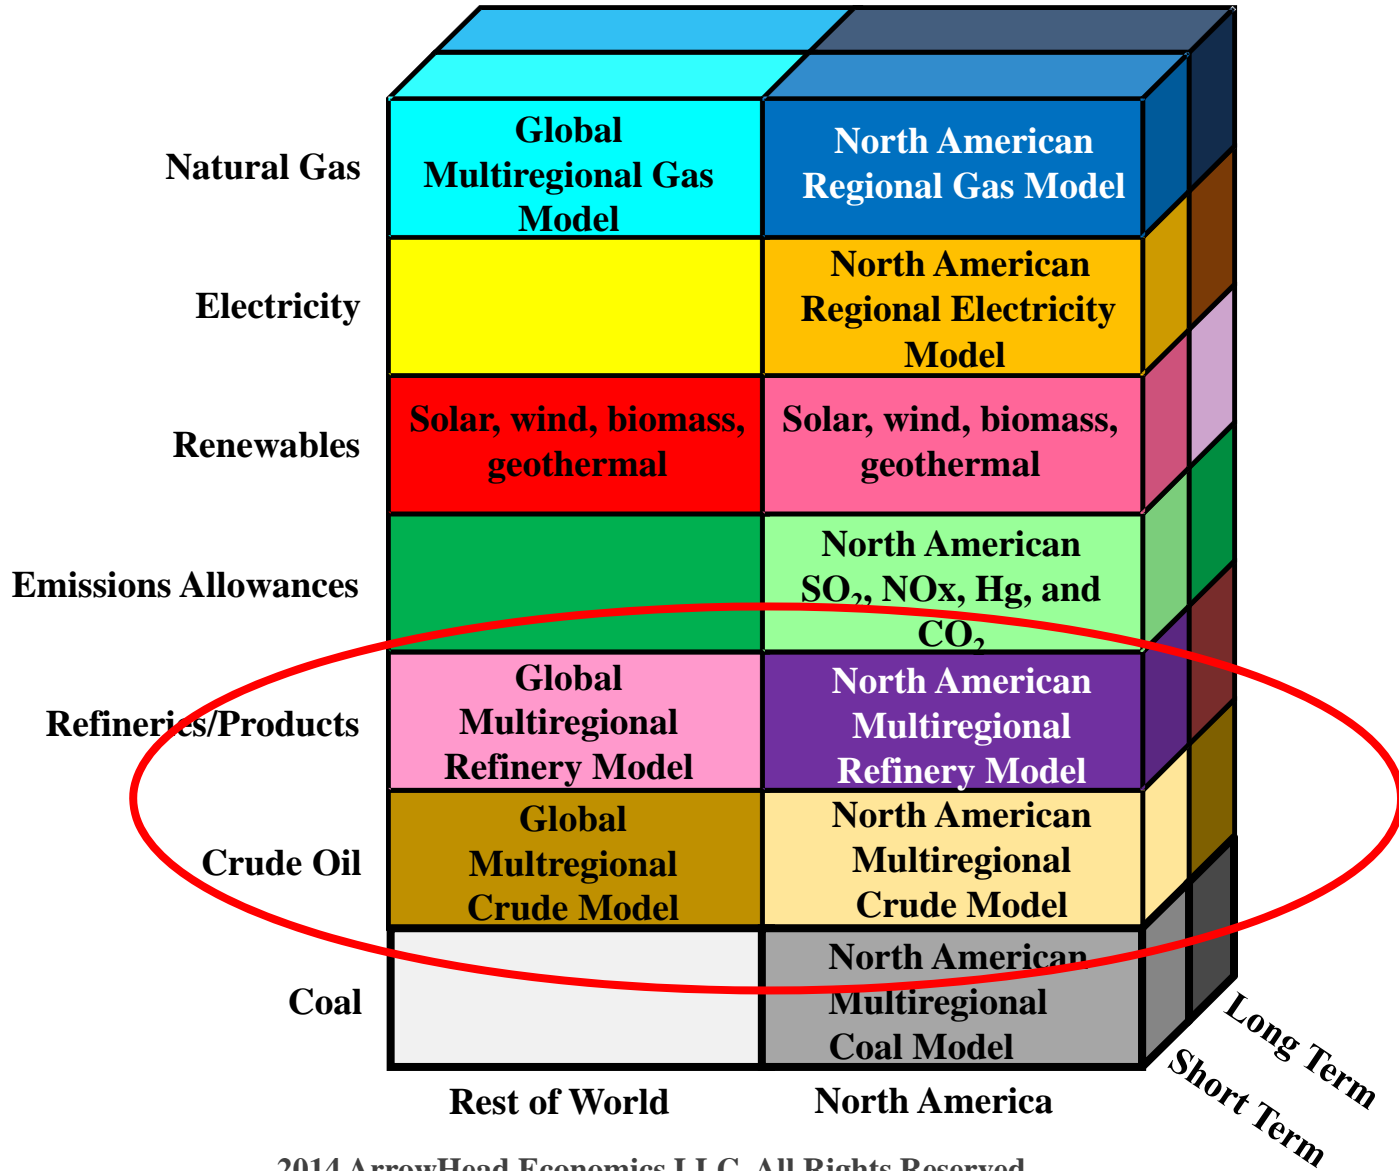 Natural Gas
Global
Multiregional Gas
Model
North American
Regional Gas Model
Electricity
North American
Regional Electricity
Model
Renewables
Solar, wind, biomass,
geothermal
Solar, wind, biomass,
geothermal
Emissions Allowances
North American
SO₂, NOx, Hg, and
CO₂
Refineries/Products
Global
Multiregional
Refinery Model
North American
Multiregional
Refinery Model
Crude Oil
Global
Multregional
Crude Model
North American
Multiregional
Crude Model
Coal
North American
Multiregional
Coal Model
Long Term
Short Term
Rest of World
North America
2014 ArrowHead Economics LLC. All Rights Reserved